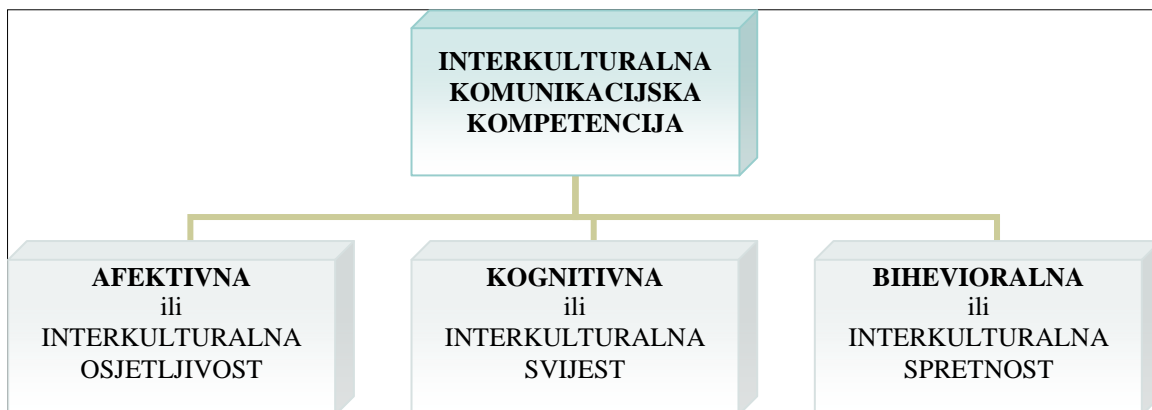 INTERKULTURALNA
KOMUNIKACIJSKA
KOMPETENCIJA
AFEKTIVNA
ili
INTERKULTURALNA
OSJETLJIVOST
KOGNITIVNA
ili
INTERKULTURALNA
SVIJEST
BIHEVIORALNA
ili
INTERKULTURALNA
SPRETNOST